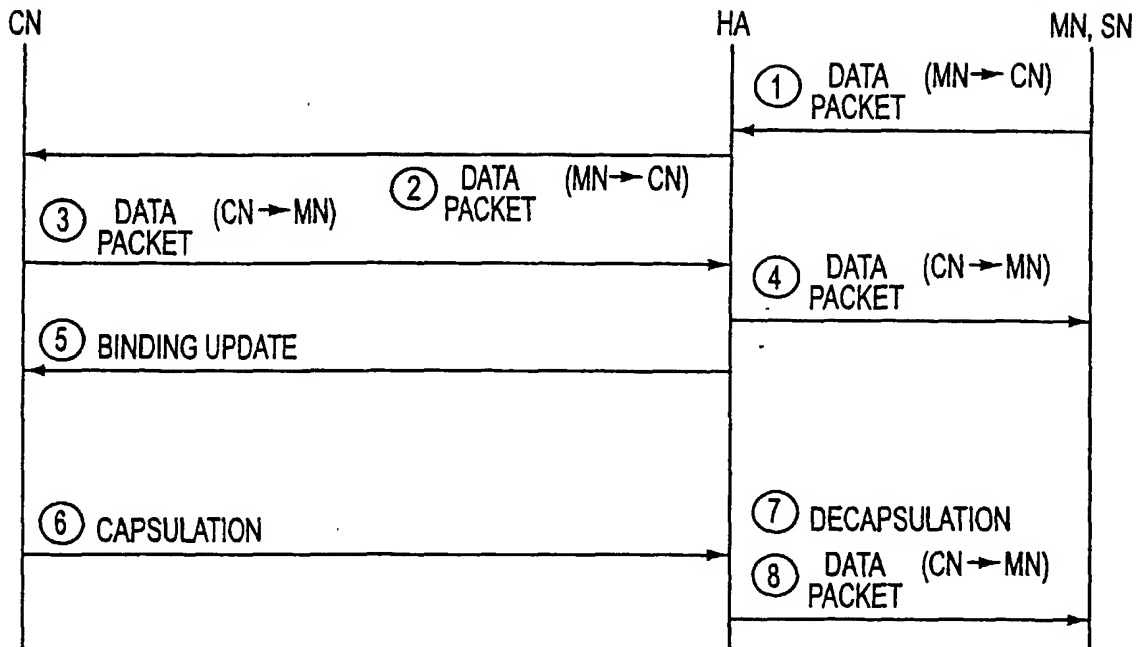 CN HA MN, SN
① DATA PACKET (MN→CN)
② DATA PACKET (MN→CN)
③ DATA PACKET (CN→MN)
④ DATA PACKET (CN→MN)
⑤ BINDING UPDATE
⑥ CAPSULATION
⑦ DECAPSULATION
⑧ DATA PACKET (CN→MN)